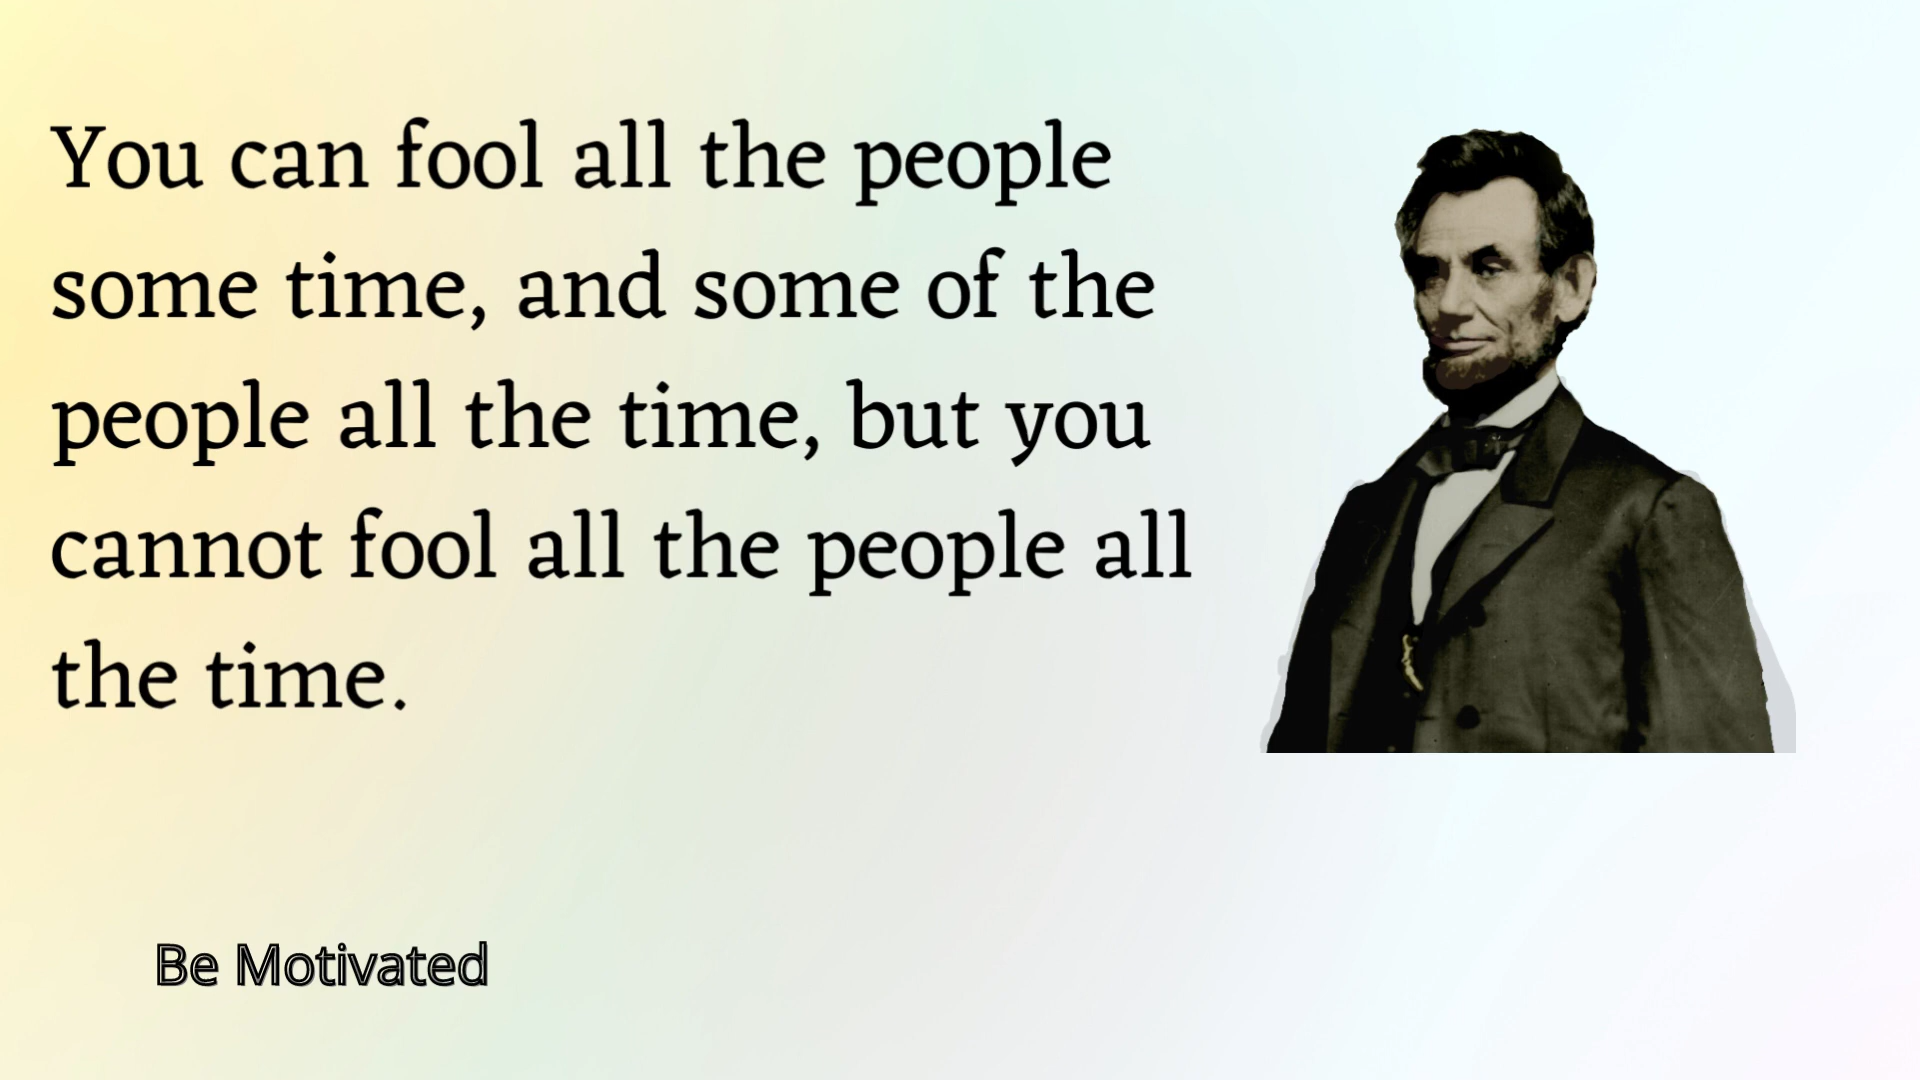 You can fool all the people
some time, and some of the
people all the time, but you
cannot fool all the people all
the time.
Be Motivated